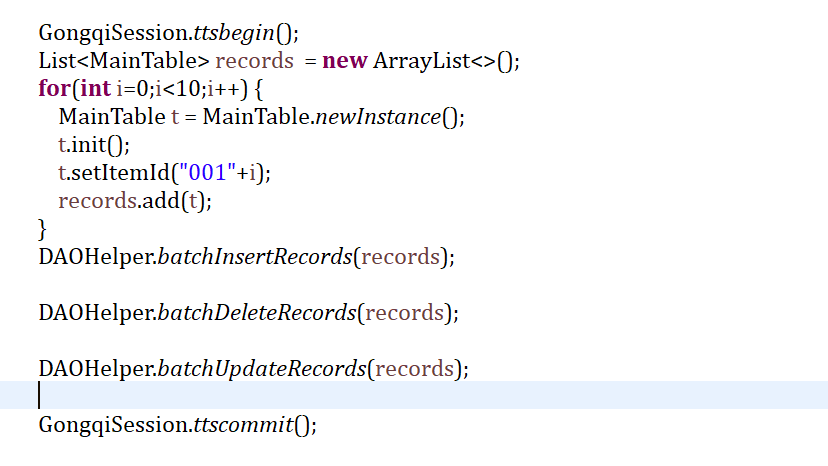 GongqiSession.ttsbegin();
List<MainTable> records  = new ArrayList<>();
for(int i=0;i<10;i++) {
MainTable t = MainTable.newInstance();
t.init();
t.setItemId("001"+i);
records.add(t);
}
DAOHelper.batchInsertRecords(records);
DAOHelper.batchDeleteRecords(records);
DAOHelper.batchUpdateRecords(records);
GongqiSession.ttscommit();